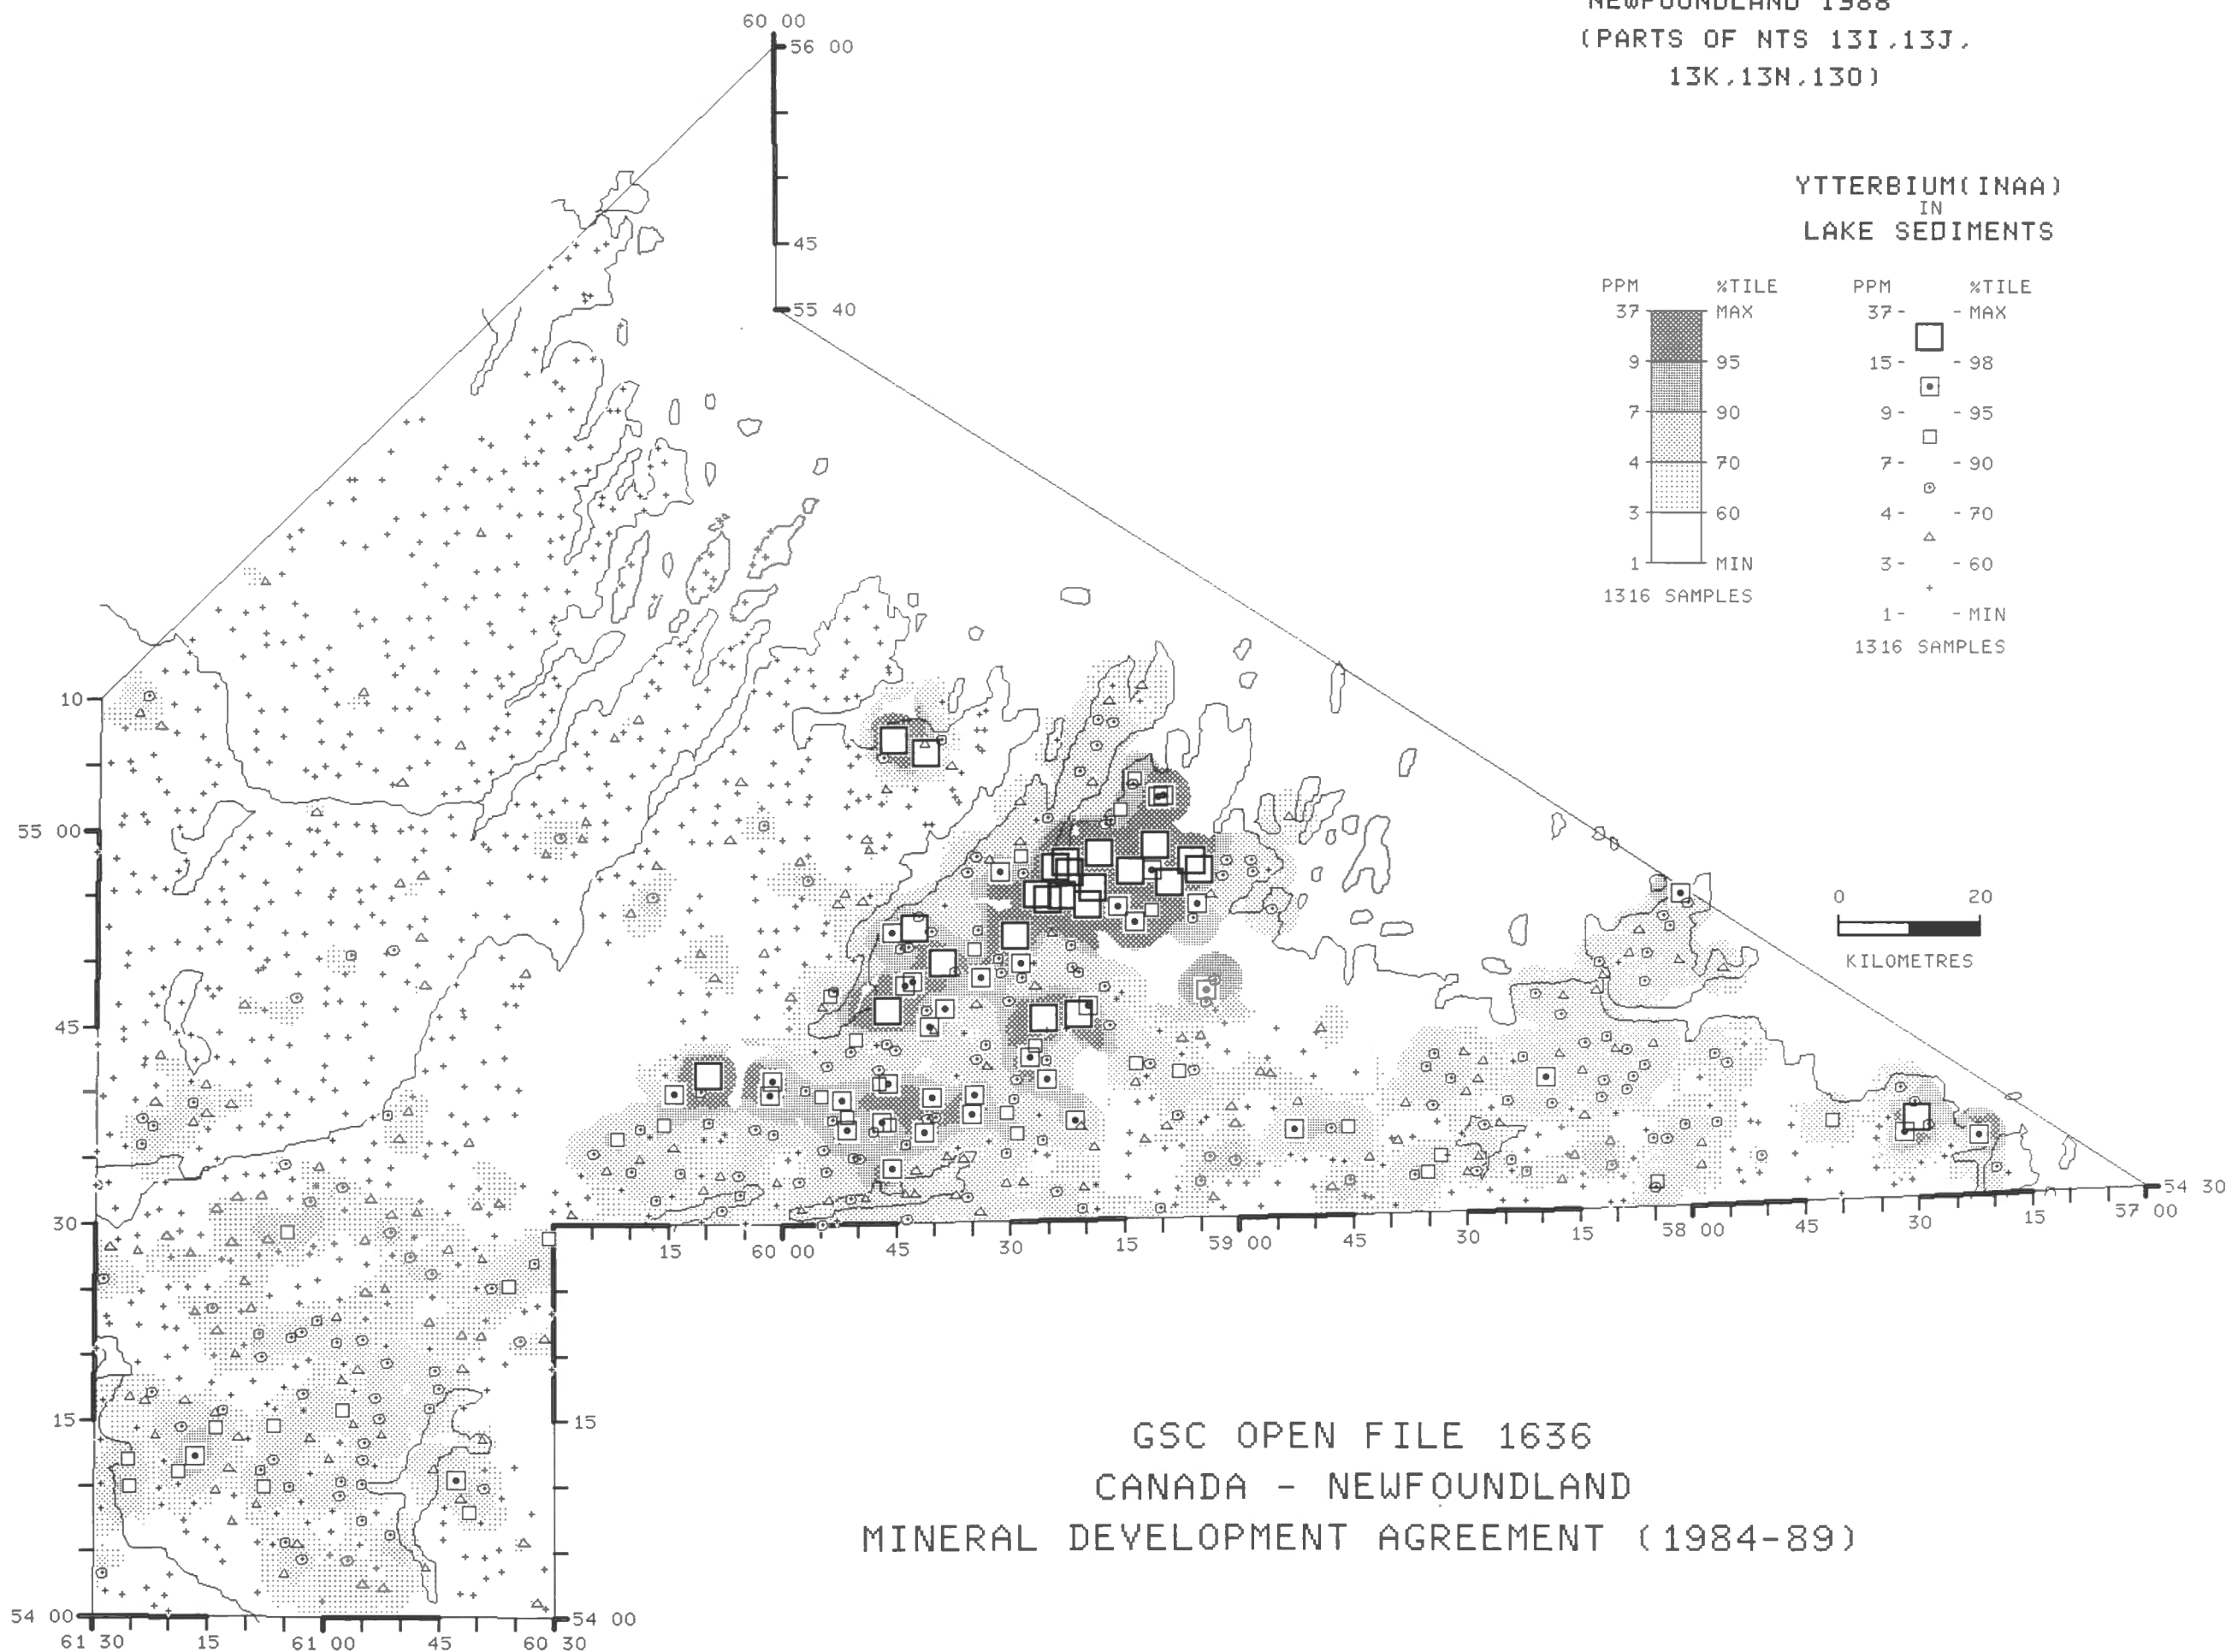 NEWFOUNDLAND 1988
(PARTS OF NTS 13I,13J,
13K,13N,13O)
YTTERBIUM(INAA)
IN
LAKE SEDIMENTS
PPM %TILE
37 MAX
9 95
7 90
4 70
3 60
1 MIN
1316 SAMPLES
PPM %TILE
37- -MAX
15- -98
9- -95
7- -90
4- -70
3- -60
1- -MIN
1316 SAMPLES
60 00
56 00
45
55 40
10
55 00
45
30
15
54 00
61 30 15 61 00 45 60 30
54 00
15
15 60 00 45 30 15 59 00 45 30 15 58 00 45 30 15 57 00
54 30
0 20
KILOMETRES
GSC OPEN FILE 1636
CANADA - NEWFOUNDLAND
MINERAL DEVELOPMENT AGREEMENT (1984-89)